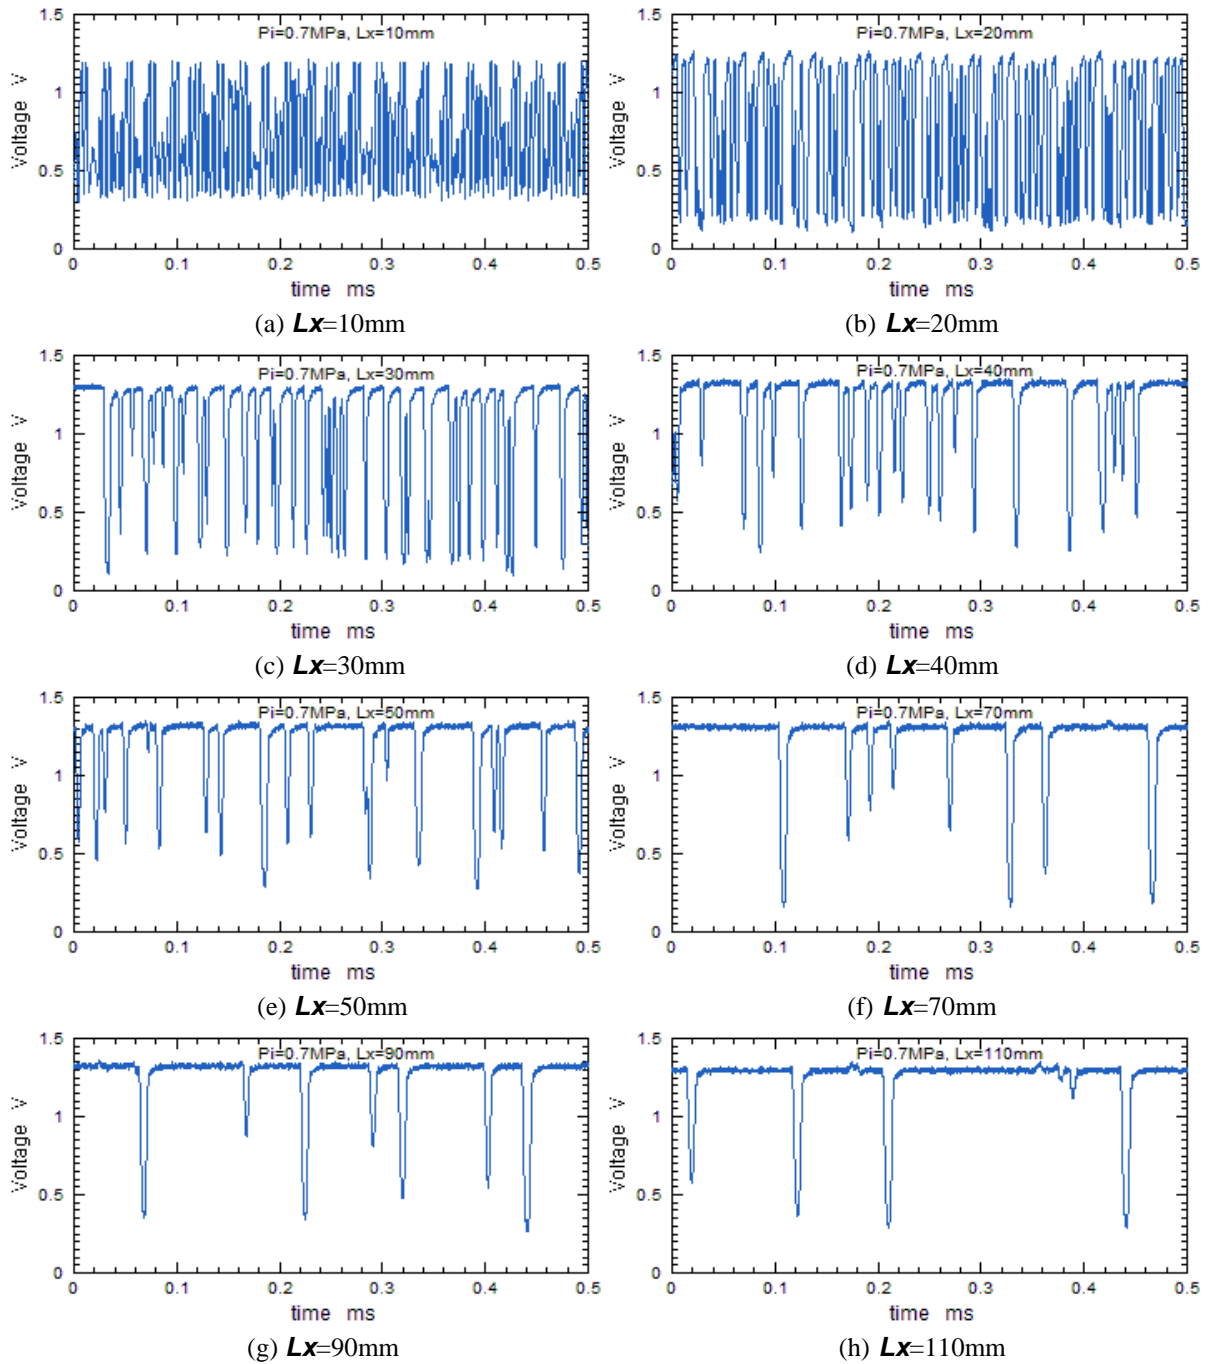 Pi=0.7MPa, Lx=10mm
Voltage V
1.5
1
0.5
0
0 0.1 0.2 0.3 0.4 0.5
time ms
(a) Lx=10mm
Pi=0.7MPa, Lx=20mm
Voltage V
1.5
1
0.5
0
0 0.1 0.2 0.3 0.4 0.5
time ms
(b) Lx=20mm
Pi=0.7MPa, Lx=30mm
Voltage V
1.5
1
0.5
0
0 0.1 0.2 0.3 0.4 0.5
time ms
(c) Lx=30mm
Pi=0.7MPa, Lx=40mm
Voltage V
1.5
1
0.5
0
0 0.1 0.2 0.3 0.4 0.5
time ms
(d) Lx=40mm
Pi=0.7MPa, Lx=50mm
Voltage V
1.5
1
0.5
0
0 0.1 0.2 0.3 0.4 0.5
time ms
(e) Lx=50mm
Pi=0.7MPa, Lx=70mm
Voltage V
1.5
1
0.5
0
0 0.1 0.2 0.3 0.4 0.5
time ms
(f) Lx=70mm
Pi=0.7MPa, Lx=90mm
Voltage V
1.5
1
0.5
0
0 0.1 0.2 0.3 0.4 0.5
time ms
(g) Lx=90mm
Pi=0.7MPa, Lx=110mm
Voltage V
1.5
1
0.5
0
0 0.1 0.2 0.3 0.4 0.5
time ms
(h) Lx=110mm